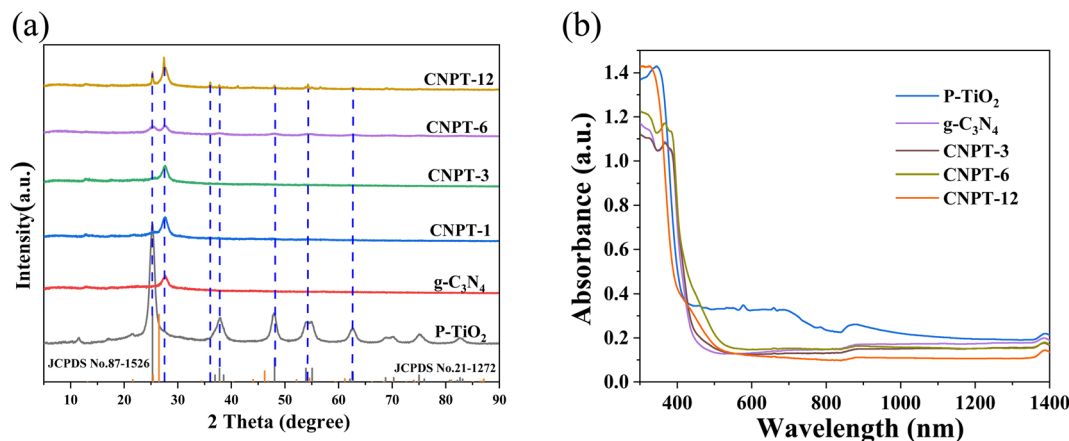 (a)
CNPT-12
CNPT-6
CNPT-3
CNPT-1
g-C₃N₄
P-TiO₂
JCPDS No.87-1526
JCPDS No.21-1272
10 20 30 40 50 60 70 80 90
2 Theta (degree)
Intensity(a.u.)
(b)
1.4
1.2
1.0
0.8
0.6
0.4
0.2
0.0
P-TiO₂
g-C₃N₄
CNPT-3
CNPT-6
CNPT-12
400 600 800 1000 1200 1400
Wavelength (nm)
Absorbance (a.u.)